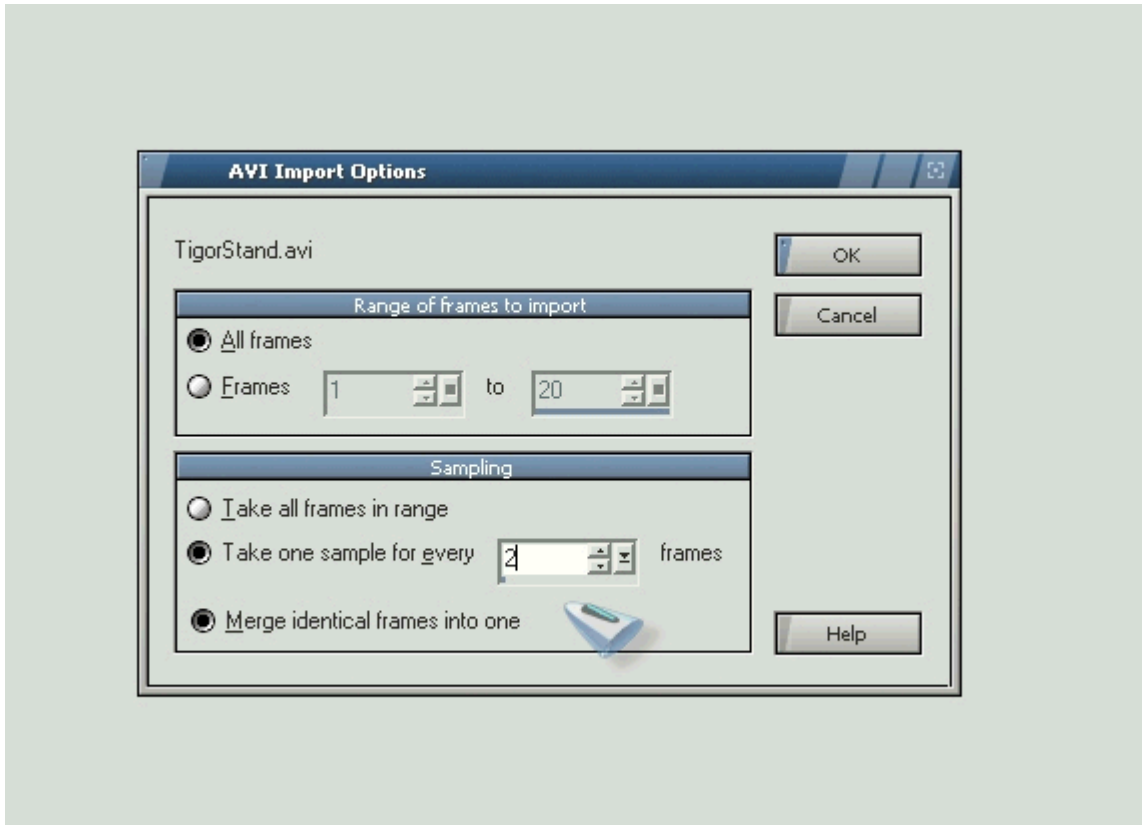 AVI Import Options
TigorStand.avi
OK
Range of frames to import
Cancel
All frames
Frames 1 to 20
Sampling
Take all frames in range
Take one sample for every 2 frames
Merge identical frames into one
Help